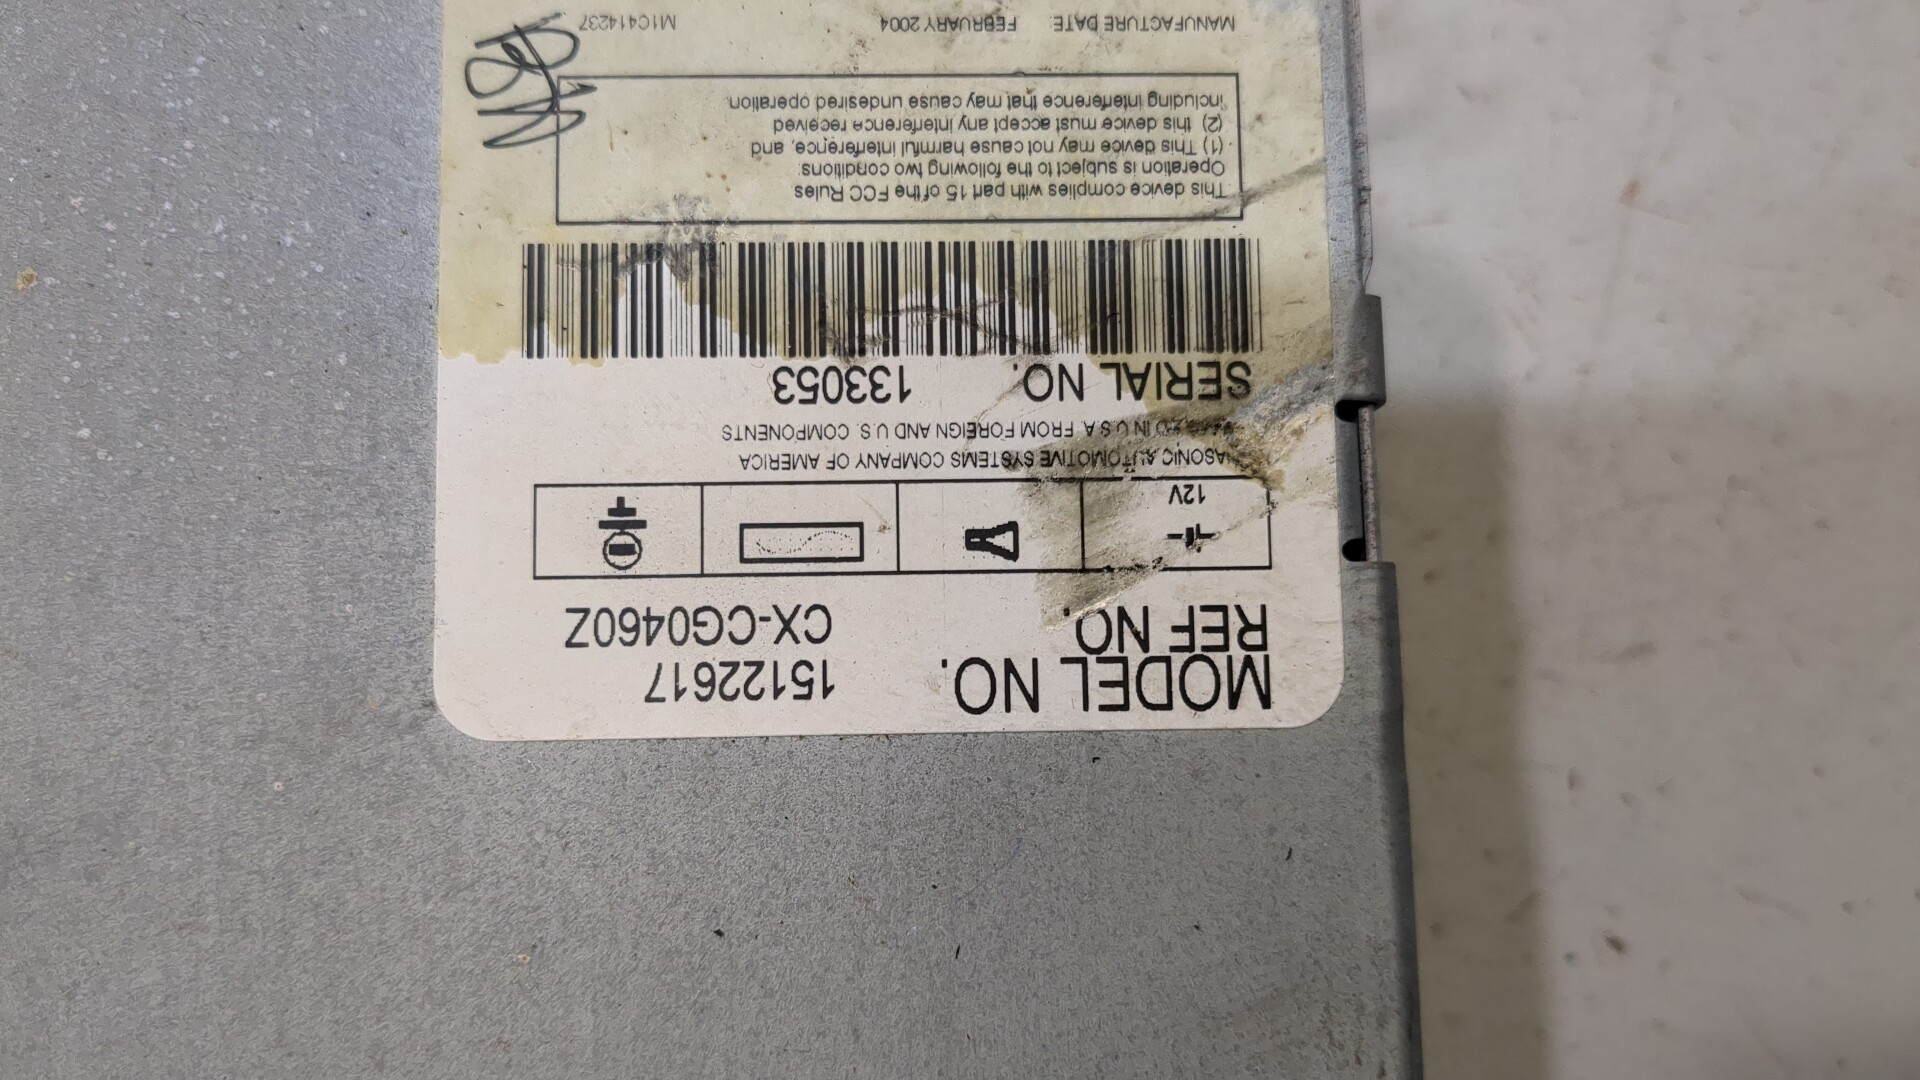 MODEL NO. 15122617
REF NO. CX-CG0460Z
12V
AUTOMOTIVE SYSTEMS COMPANY OF AMERICA
IN U.S.A. FROM FOREIGN AND U.S. COMPONENTS
SERIAL NO. 133053
This device complies with part 15 of the FCC Rules
Operation is subject to the following two conditions:
(1) This device may not cause harmful interference, and
(2) this device must accept any interference received
including interference that may cause undesired operation.
MANUFACTURE DATE: FEBRUARY 2004 M1C414237